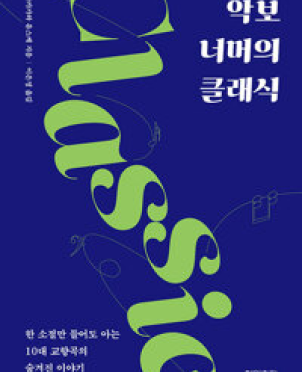 악보
너머의
클래식
classic
한 소절만 들어도 아는
10대 교향곡의
숨겨진 이야기